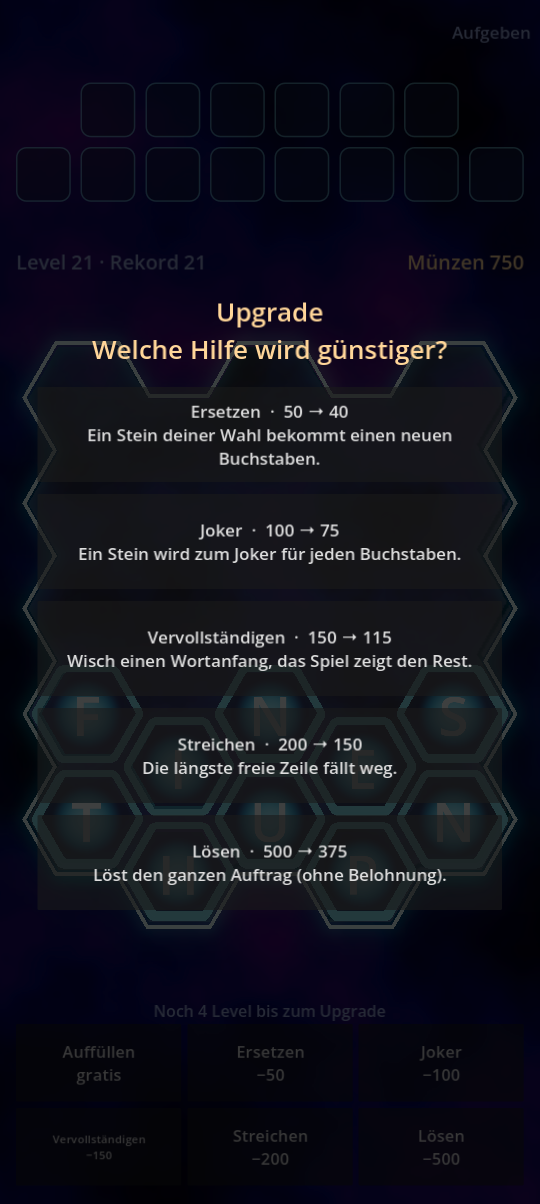 Aufgeben
Level 21 · Rekord 21
Münzen 750
Upgrade
Welche Hilfe wird günstiger?
Ersetzen · 50 → 40
Ein Stein deiner Wahl bekommt einen neuen
Buchstaben.
Joker · 100 → 75
Ein Stein wird zum Joker für jeden Buchstaben.
Vervollständigen · 150 → 115
Wisch einen Wortanfang, das Spiel zeigt den Rest.
F N S
Streichen · 200 → 150
Die längste freie Zeile fällt weg.
T U N
Lösen · 500 → 375
Löst den ganzen Auftrag (ohne Belohnung).
Noch 4 Level bis zum Upgrade
Auffüllen
gratis
Ersetzen
−50
Joker
−100
Vervollständigen
−150
Streichen
−200
Lösen
−500